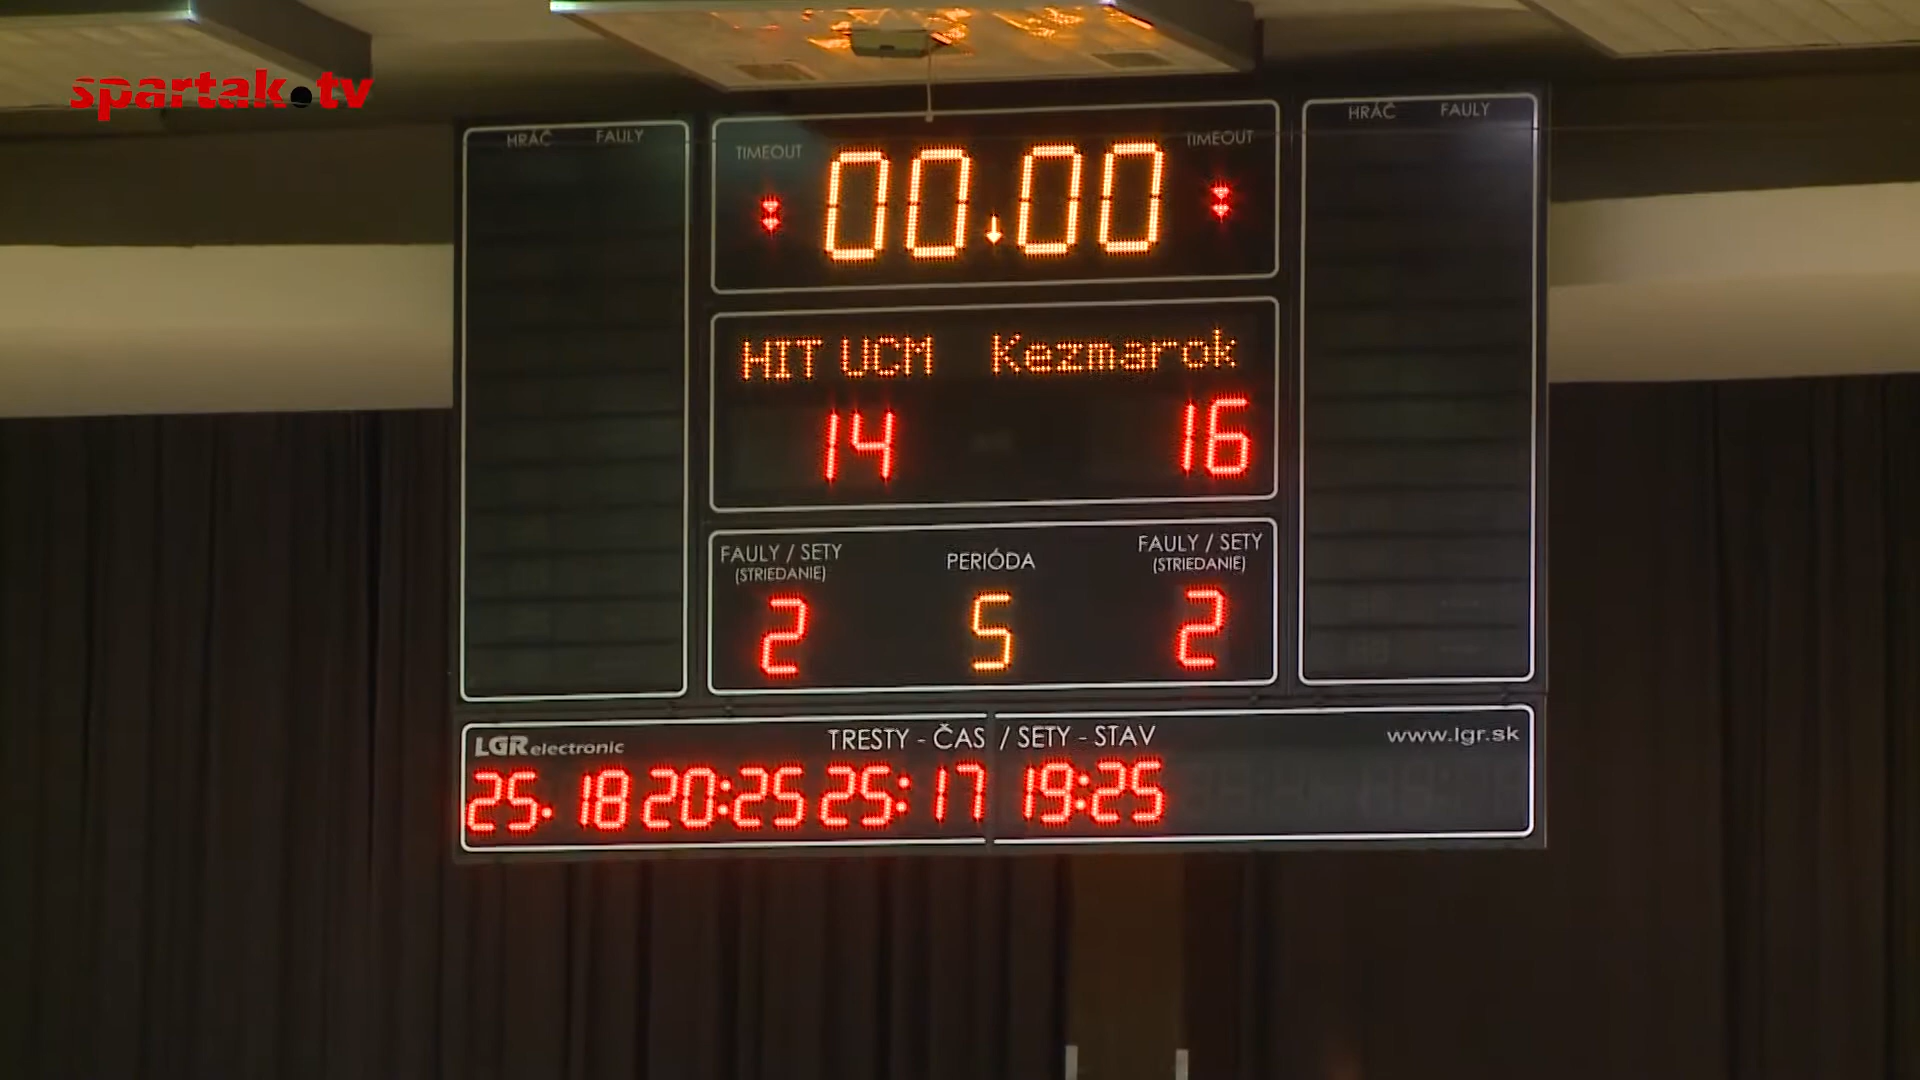 spartak.tv
HRÁČ FAULY
TIMEOUT 00.00 TIMEOUT
HRÁČ FAULY
HIT UCM Kezmarok
14 16
FAULY / SETY PERIÓDA FAULY / SETY
(STRIEDANIE) (STRIEDANIE)
2 5 2
LGR electronic TRESTY - ČAS / SETY - STAV www.lgr.sk
25. 18 20:25 25:17 19:25